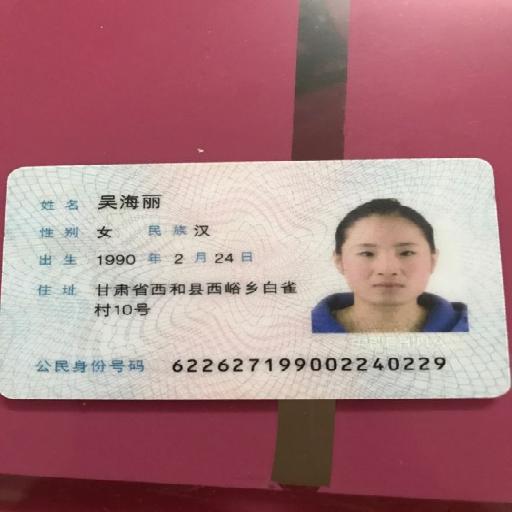 姓名 吴海丽
性别 女 民族 汉
出生 1990 年 2 月 24 日
住址 甘肃省西和县西峪乡白雀
村10号
公民身份号码 622627199002240229